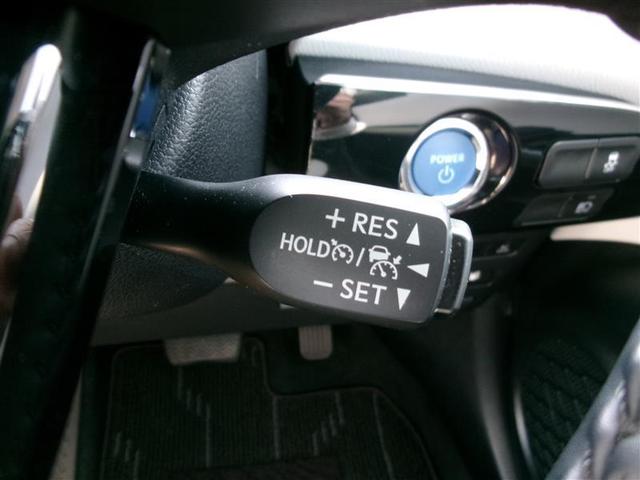 POWER
+ RES
HOLD /
− SET